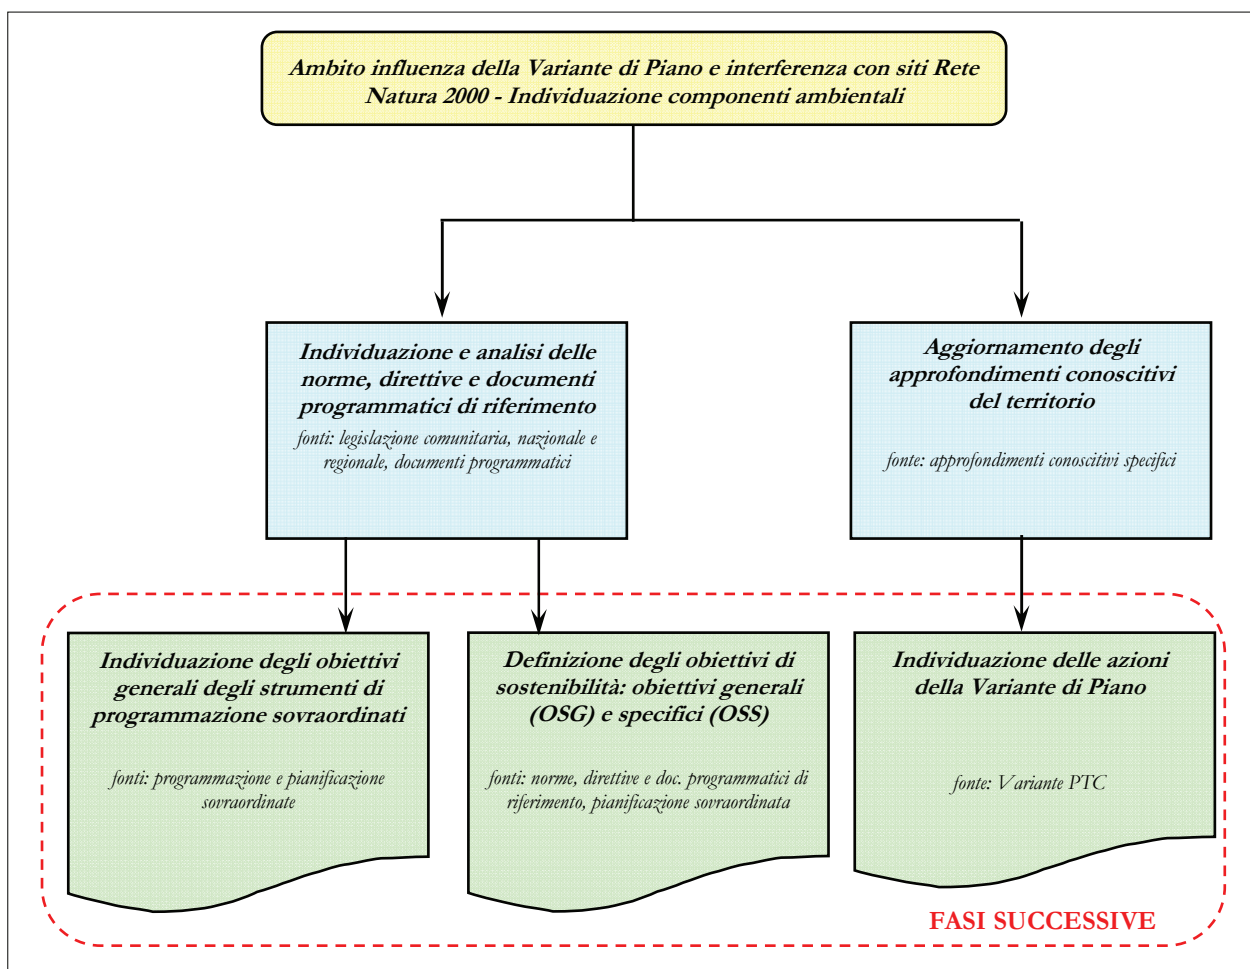 Ambito influenza della Variante di Piano e interferenza con siti Rete
Natura 2000 - Individuazione componenti ambientali
Individuazione e analisi delle
norme, direttive e documenti
programmatici di riferimento
fonti: legislazione comunitaria, nazionale e
regionale, documenti programmatici
Aggiornamento degli
approfondimenti conoscitivi
del territorio
fonte: approfondimenti conoscitivi specifici
Individuazione degli obiettivi
generali degli strumenti di
programmazione sovraordinati
fonti: programmazione e pianificazione
sovraordinate
Definizione degli obiettivi di
sostenibilità: obiettivi generali
(OSG) e specifici (OSS)
fonti: norme, direttive e doc. programmatici di
riferimento, pianificazione sovraordinata
Individuazione delle azioni
della Variante di Piano
fonte: Variante PTC
FASI SUCCESSIVE